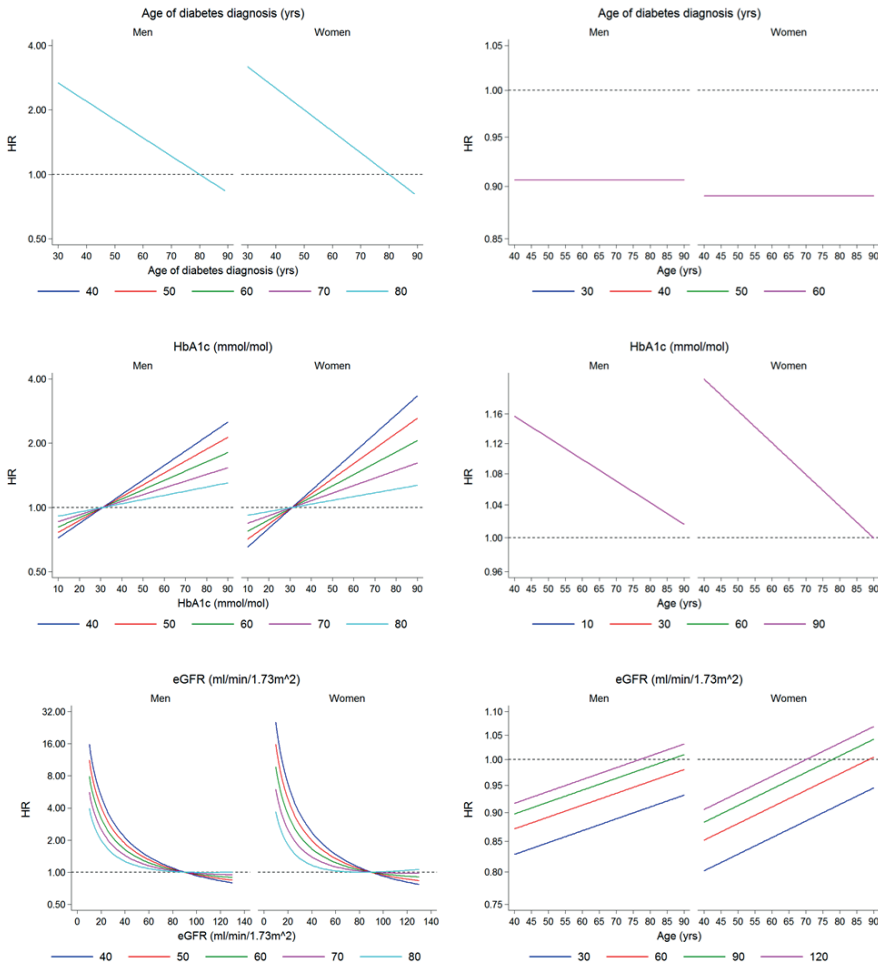 Age of diabetes diagnosis (yrs)
Men Women
4.00
2.00
HR
1.00
0.50
30 40 50 60 70 80 90 30 40 50 60 70 80 90
Age of diabetes diagnosis (yrs)
40 50 60 70 80
Age of diabetes diagnosis (yrs)
Men Women
1.05
1.00
0.95
HR
0.90
0.85
40 45 50 55 60 65 70 75 80 85 90 40 45 50 55 60 65 70 75 80 85 90
Age (yrs)
30 40 50 60
HbA1c (mmol/mol)
Men Women
4.00
2.00
HR
1.00
0.50
10 20 30 40 50 60 70 80 90 10 20 30 40 50 60 70 80 90
HbA1c (mmol/mol)
40 50 60 70 80
HbA1c (mmol/mol)
Men Women
1.16
1.12
1.08
HR
1.04
1.00
0.96
40 45 50 55 60 65 70 75 80 85 90 40 45 50 55 60 65 70 75 80 85 90
Age (yrs)
10 30 60 90
eGFR (ml/min/1.73m^2)
Men Women
32.00
16.00
8.00
HR
4.00
2.00
1.00
0.50
0 20 40 60 80 100 120 140 0 20 40 60 80 100 120 140
eGFR (ml/min/1.73m^2)
40 50 60 70 80
eGFR (ml/min/1.73m^2)
Men Women
1.10
1.05
1.00
0.95
HR
0.90
0.85
0.80
0.75
40 45 50 55 60 65 70 75 80 85 90 40 45 50 55 60 65 70 75 80 85 90
Age (yrs)
30 60 90 120